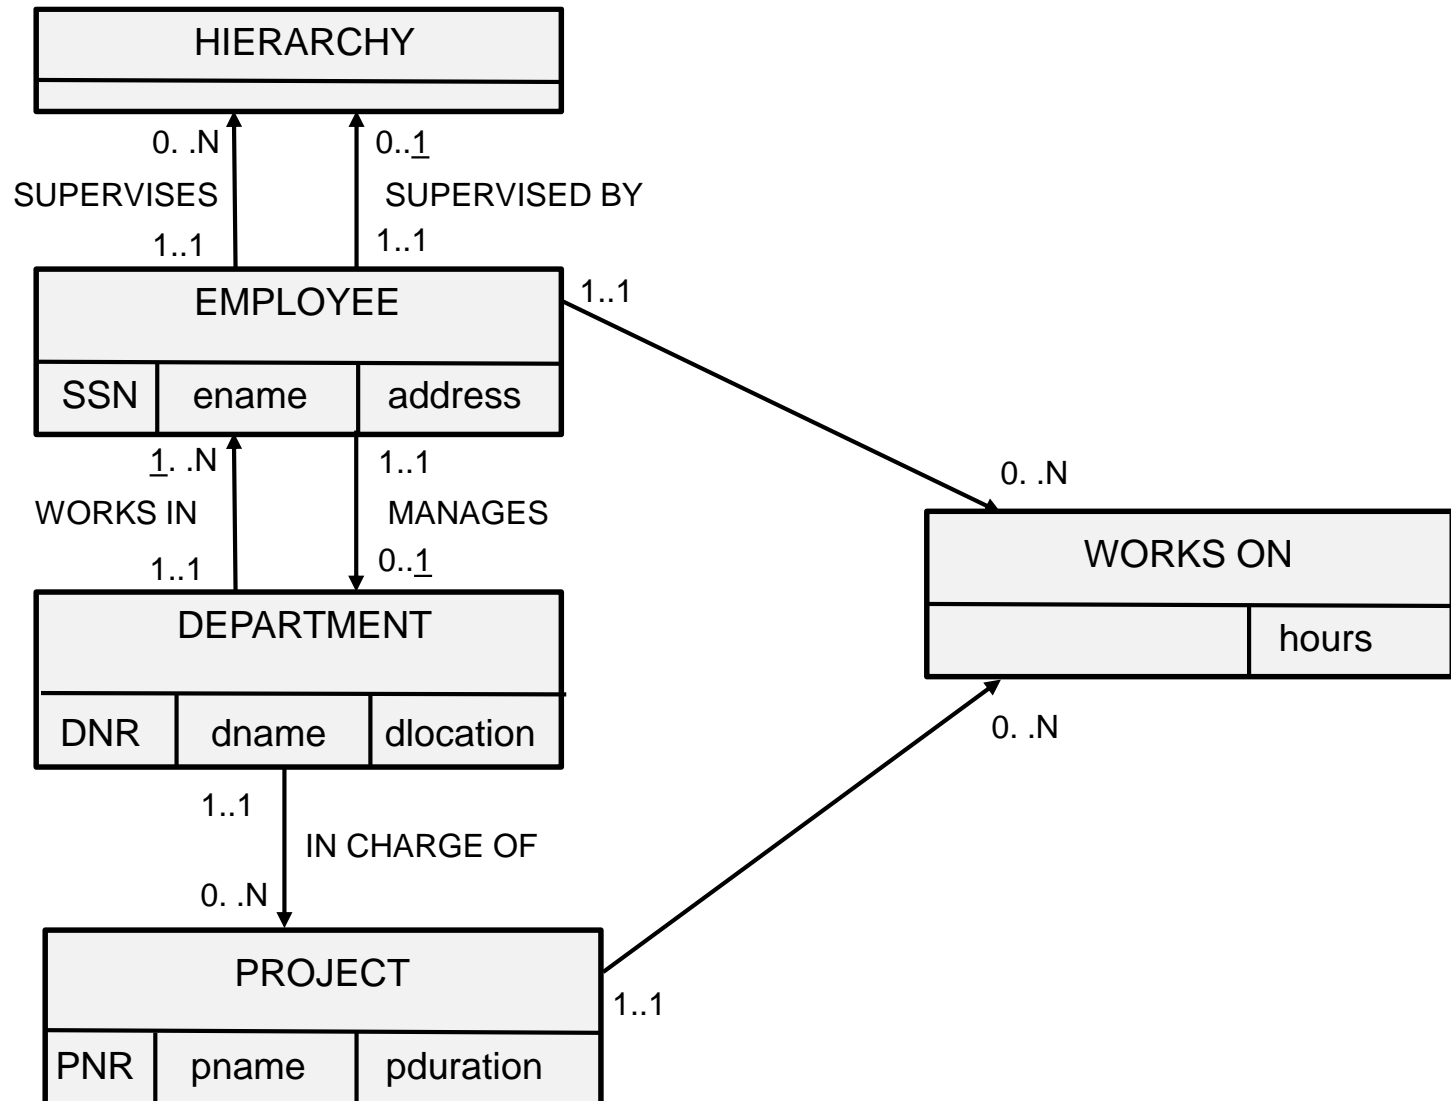 HIERARCHY
0. .N 0..1
SUPERVISES SUPERVISED BY
1..1 1..1
EMPLOYEE
1..1
SSN ename address
1. .N 1..1
0. .N
WORKS IN MANAGES
WORKS ON
1..1 0..1
DEPARTMENT
hours
DNR dname dlocation
0. .N
1..1
IN CHARGE OF
0. .N
PROJECT
1..1
PNR pname pduration